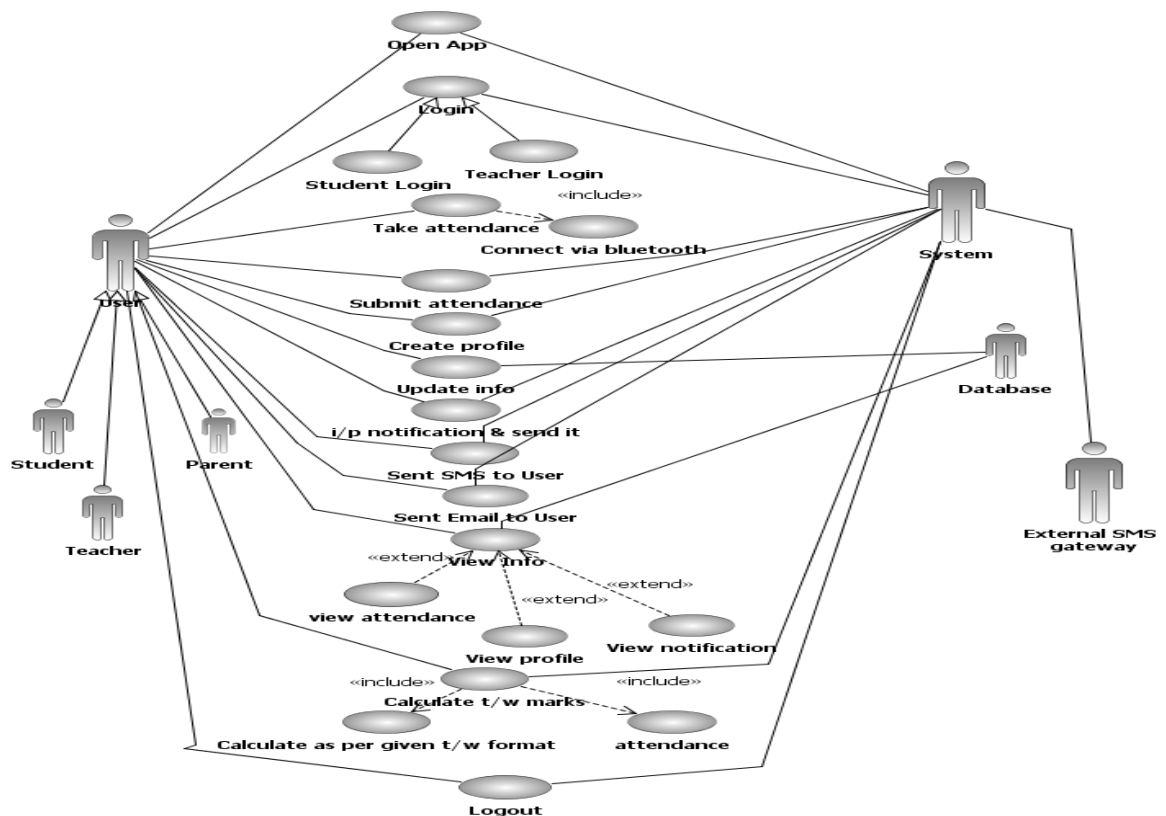 Open App
Login
Student Login
Teacher Login
«include»
Take attendance
Connect via bluetooth
System
Submit attendance
User
Create profile
Update info
Database
i/p notification & send it
Student
Parent
Sent SMS to User
Sent Email to User
Teacher
External SMS
gateway
«extend»
View Info
«extend»
«extend»
view attendance
View profile
View notification
«include»
«include»
Calculate t/w marks
Calculate as per given t/w format
attendance
Logout